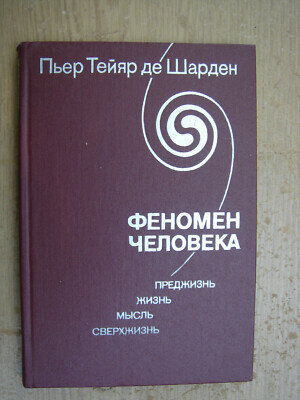 Пьер Тейяр де Шарден
ФЕНОМЕН
ЧЕЛОВЕКА
ПРЕДЖИЗНЬ
ЖИЗНЬ
МЫСЛЬ
СВЕРХЖИЗНЬ